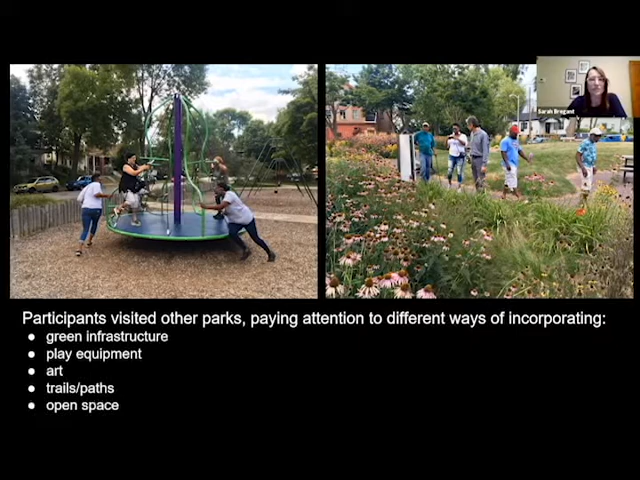 Sarah Bregant
Participants visited other parks, paying attention to different ways of incorporating:
● green infrastructure
● play equipment
● art
● trails/paths
● open space